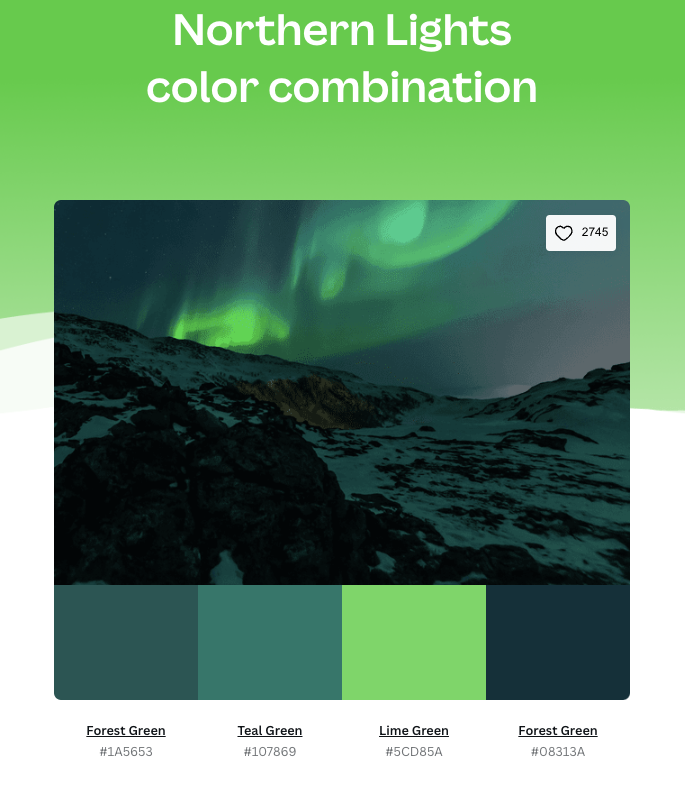 Northern Lights
color combination
2745
Forest Green
Teal Green
Lime Green
Forest Green
#1A5653
#107869
#5CD85A
#08313A